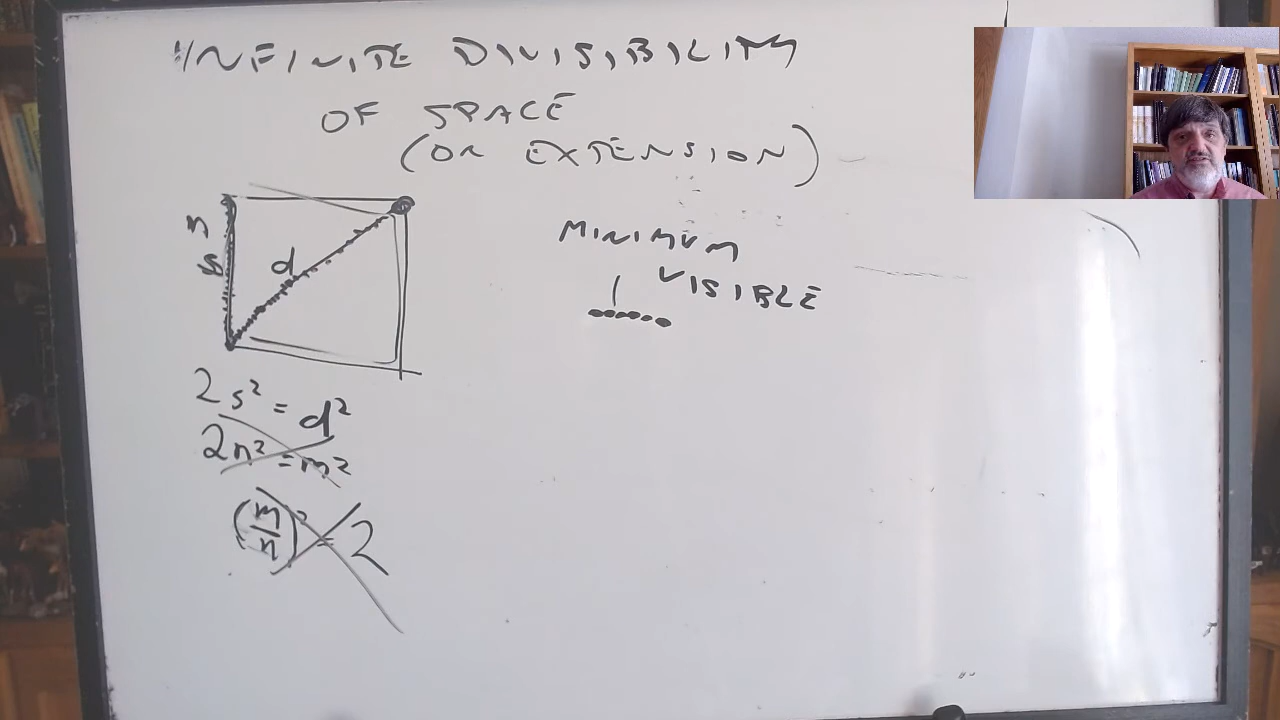 INFINITE DIVISIBILITY
OF SPACE
(OR EXTENSION)
n
s
d
2s² = d²
2n² = m²
(m/n)² = 2
MINIMUM
VISIBLE